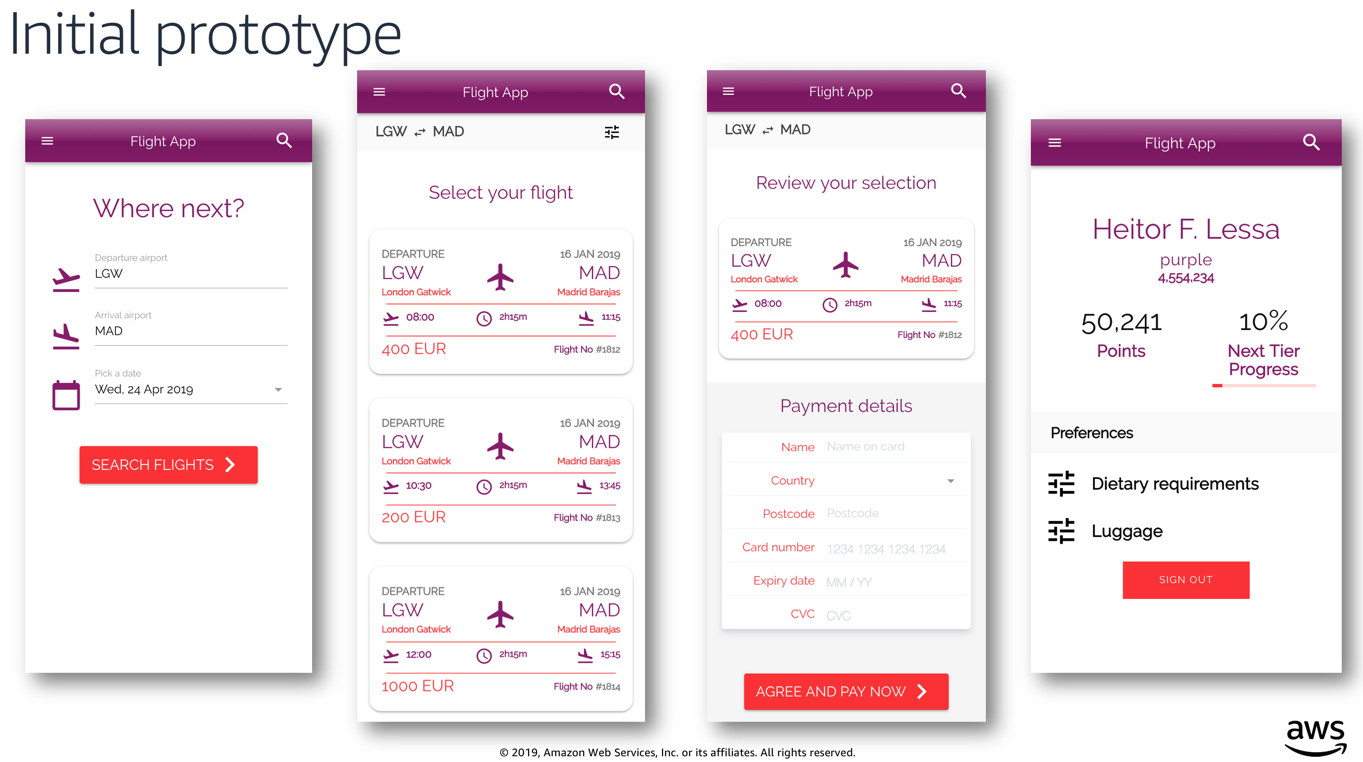 Initial prototype
Flight App
Where next?
Departure airport
LGW
Arrival airport
MAD
Pick a date
Wed, 24 Apr 2019
SEARCH FLIGHTS
Flight App
LGW MAD
Select your flight
DEPARTURE 16 JAN 2019
LGW MAD
London Gatwick Madrid Barajas
08:00 2h15m 11:15
400 EUR Flight No #1812
DEPARTURE 16 JAN 2019
LGW MAD
London Gatwick Madrid Barajas
10:30 2h15m 13:45
200 EUR Flight No #1813
DEPARTURE 16 JAN 2019
LGW MAD
London Gatwick Madrid Barajas
12:00 2h15m 15:15
1000 EUR Flight No #1814
Flight App
LGW MAD
Review your selection
DEPARTURE 16 JAN 2019
LGW MAD
London Gatwick Madrid Barajas
08:00 2h15m 11:15
400 EUR Flight No #1812
Payment details
Name Name on card
Country
Postcode Postcode
Card number 1234 1234 1234 1234
Expiry date MM / YY
CVC CVC
AGREE AND PAY NOW
Flight App
Heitor F. Lessa
purple
4,554,234
50,241 10%
Points Next Tier
Progress
Preferences
Dietary requirements
Luggage
SIGN OUT
© 2019, Amazon Web Services, Inc. or its affiliates. All rights reserved.
aws